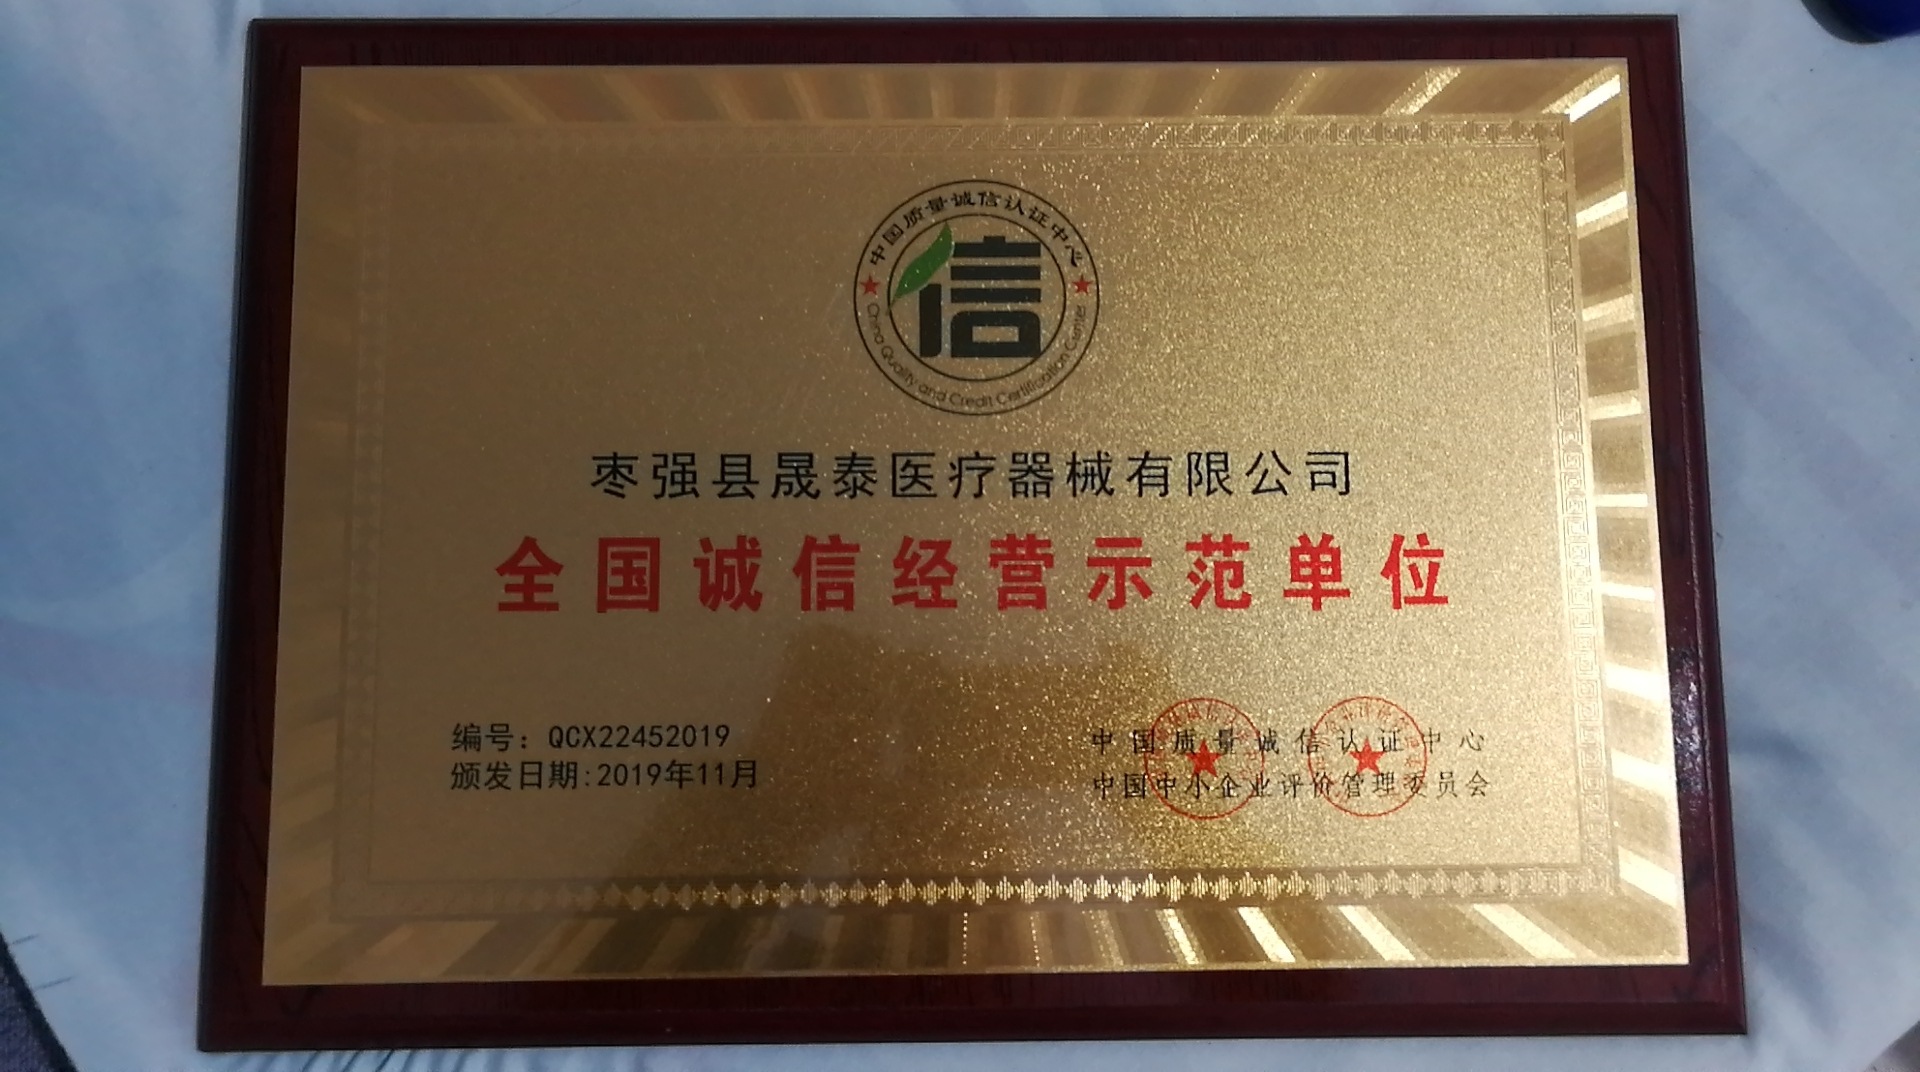 中国质量诚信认证中心
信
China Quality and Credit Certification Center
枣强县晟泰医疗器械有限公司
全国诚信经营示范单位
编号：QCX22452019
颁发日期:2019年11月
中国质量诚信认证中心
中国中小企业评价管理委员会